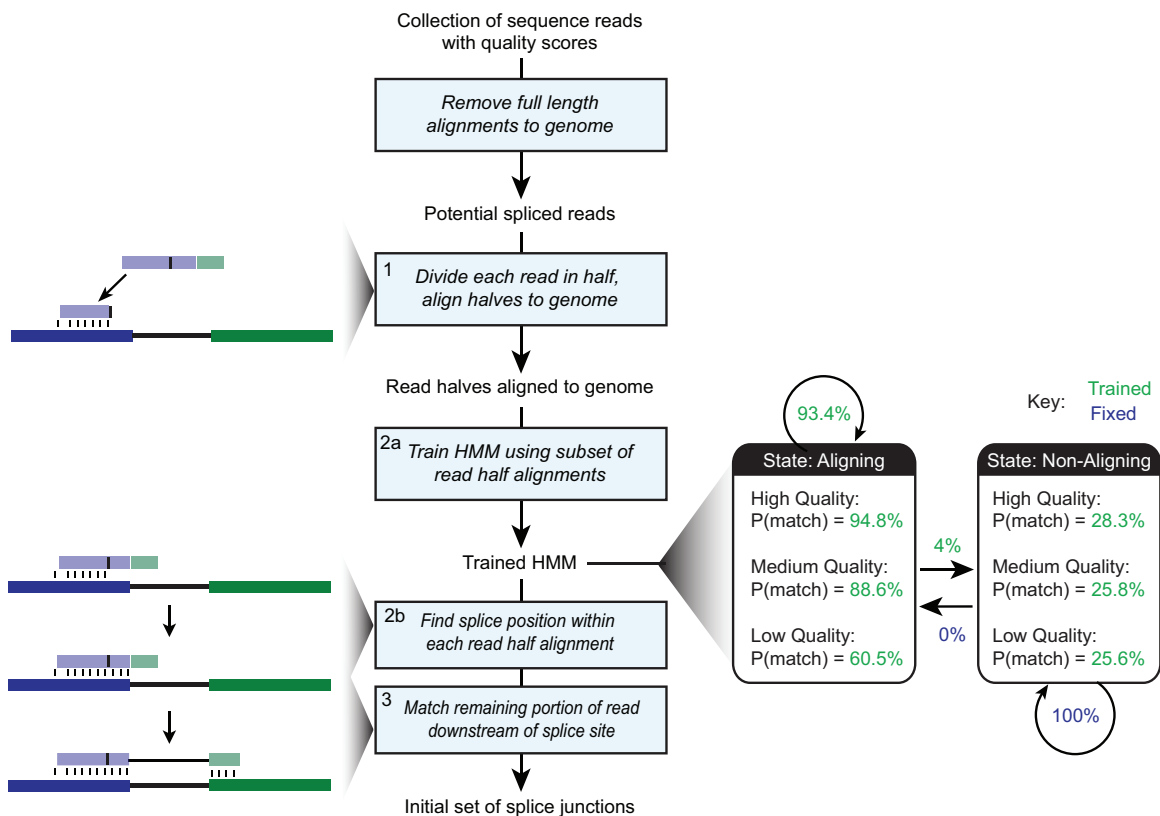 Collection of sequence reads
with quality scores
Remove full length
alignments to genome
Potential spliced reads
1
Divide each read in half,
align halves to genome
Read halves aligned to genome
2a
Train HMM using subset of
read half alignments
Trained HMM
2b
Find splice position within
each read half alignment
3
Match remaining portion of read
downstream of splice site
Initial set of splice junctions
Key:
Trained
Fixed
93.4%
State: Aligning
High Quality:
P(match) = 94.8%
Medium Quality:
P(match) = 88.6%
Low Quality:
P(match) = 60.5%
4%
0%
State: Non-Aligning
High Quality:
P(match) = 28.3%
Medium Quality:
P(match) = 25.8%
Low Quality:
P(match) = 25.6%
100%